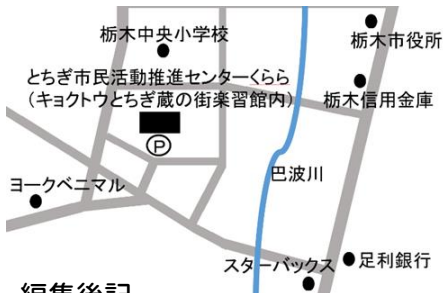 栃木中央小学校
栃木市役所
とちぎ市民活動推進センターくらら
(キョクトウとちぎ蔵の街楽習館内)
栃木信用金庫
P
巴波川
ヨークベニマル
スターバックス
足利銀行
編集後記